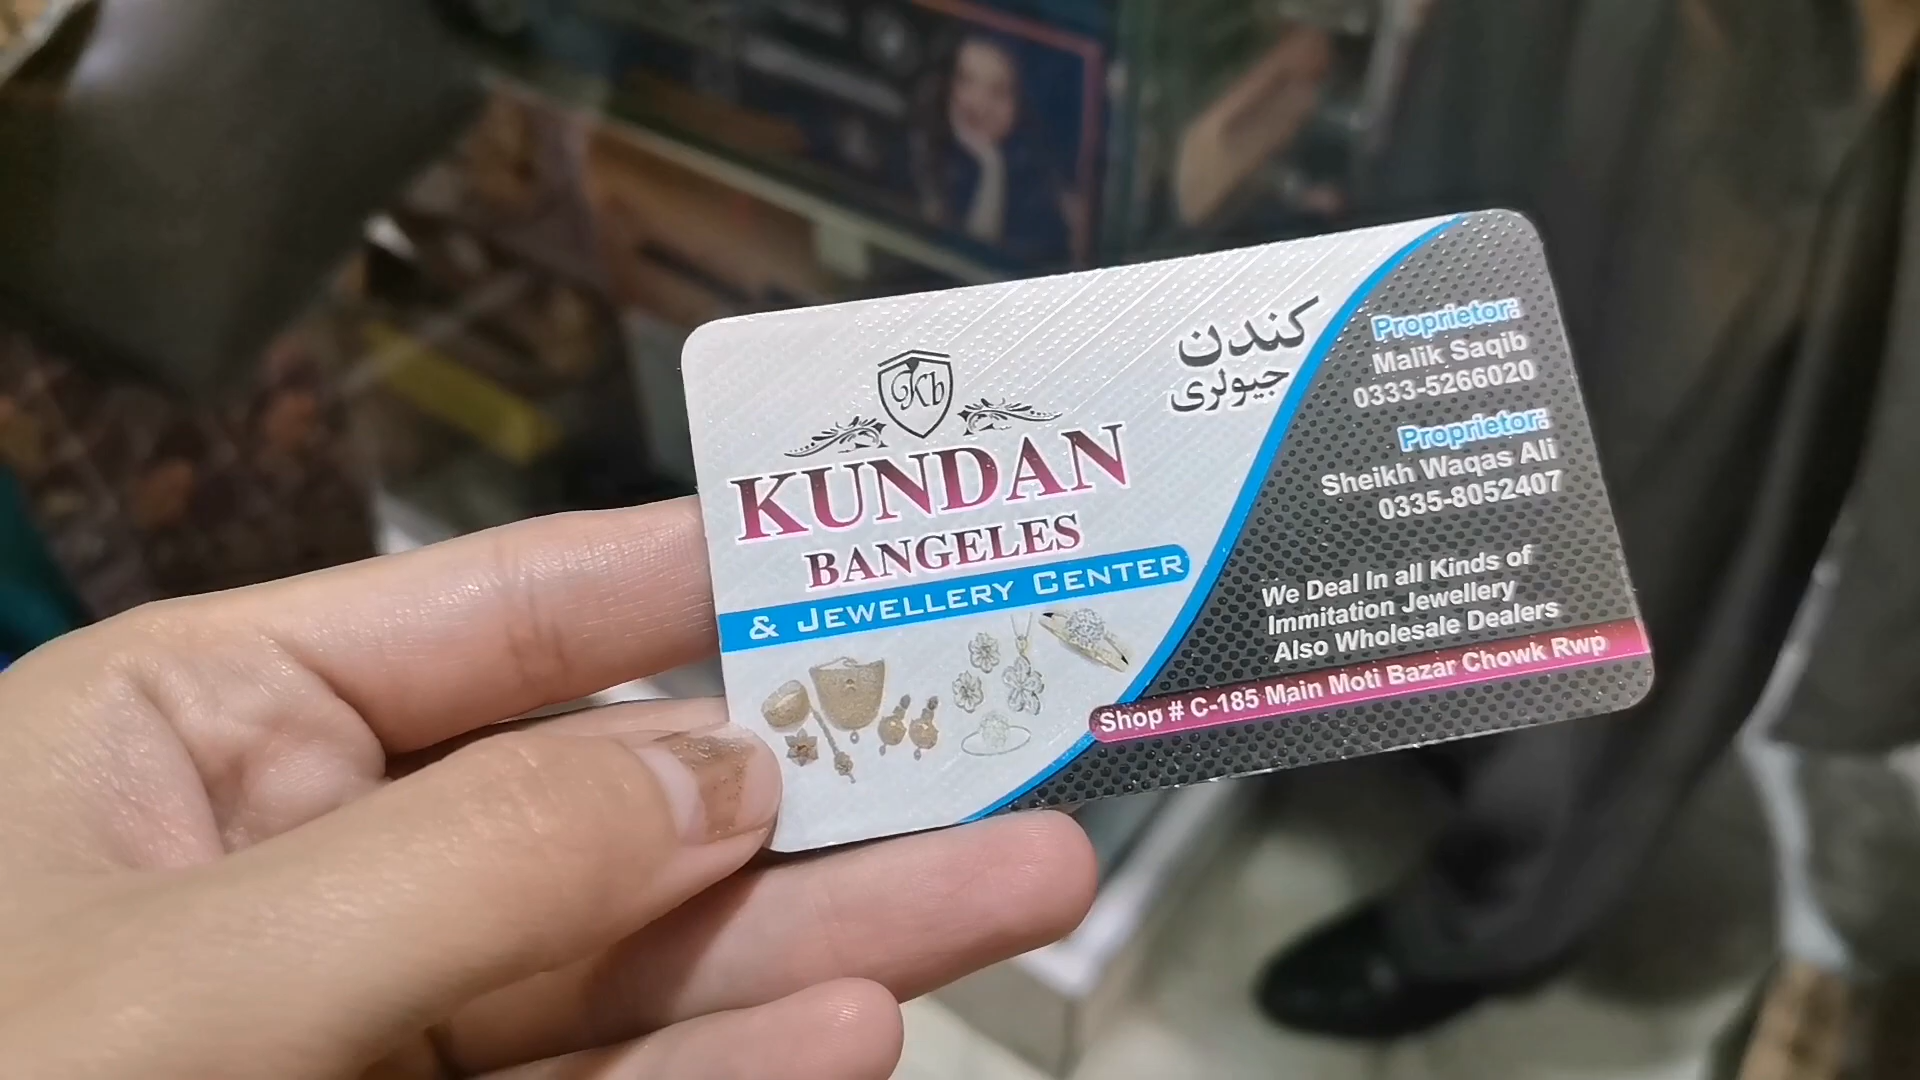 Kb
KUNDAN
BANGELES
& JEWELLERY CENTER
کندن
جیولری
Proprietor:
Malik Saqib
0333-5266020
Proprietor:
Sheikh Waqas Ali
0335-8052407
We Deal In all Kinds of
Immitation Jewellery
Also Wholesale Dealers
Shop # C-185 Main Moti Bazar Chowk Rwp